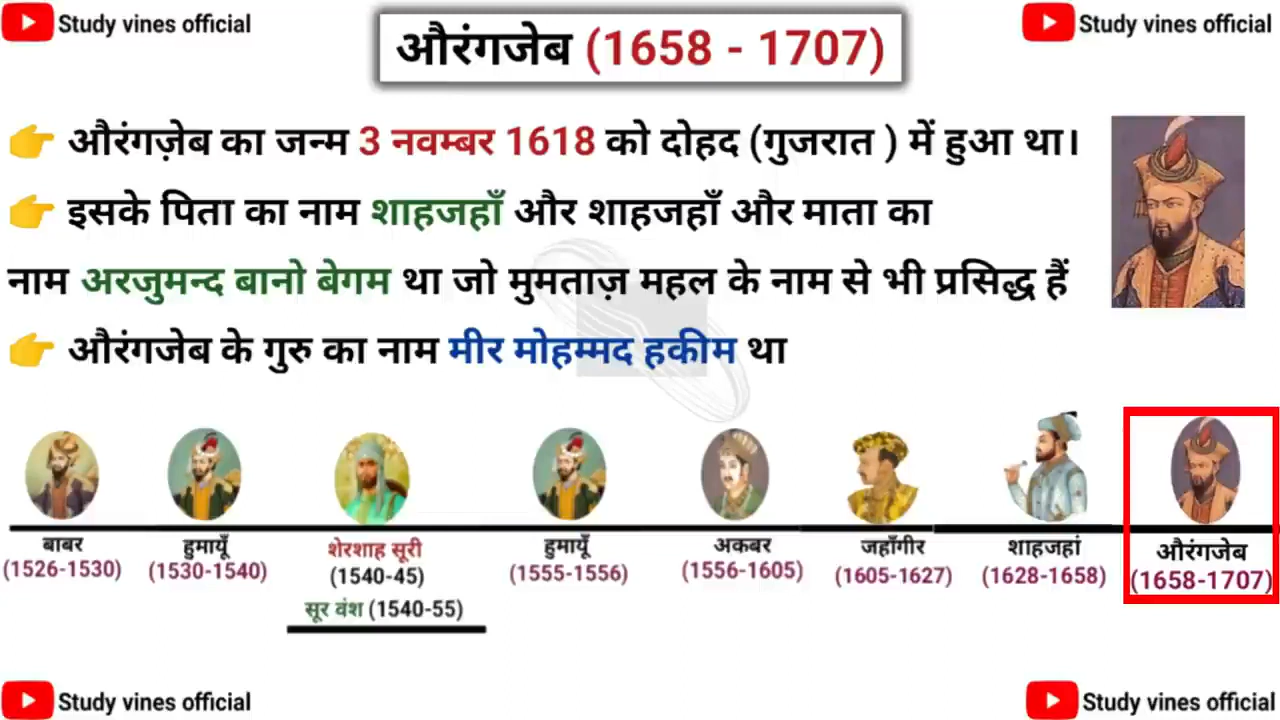 Study vines official
Study vines official
औरंगजेब (1658 - 1707)
👉 औरंगज़ेब का जन्म 3 नवम्बर 1618 को दोहद (गुजरात ) में हुआ था।
👉 इसके पिता का नाम शाहजहाँ और शाहजहाँ और माता का
नाम अरजुमन्द बानो बेगम था जो मुमताज़ महल के नाम से भी प्रसिद्ध हैं
👉 औरंगजेब के गुरु का नाम मीर मोहम्मद हकीम था
बाबर
(1526-1530)
हुमायूँ
(1530-1540)
शेरशाह सूरी
(1540-45)
सूर वंश (1540-55)
हुमायूँ
(1555-1556)
अकबर
(1556-1605)
जहाँगीर
(1605-1627)
शाहजहां
(1628-1658)
औरंगजेब
(1658-1707)
Study vines official
Study vines official